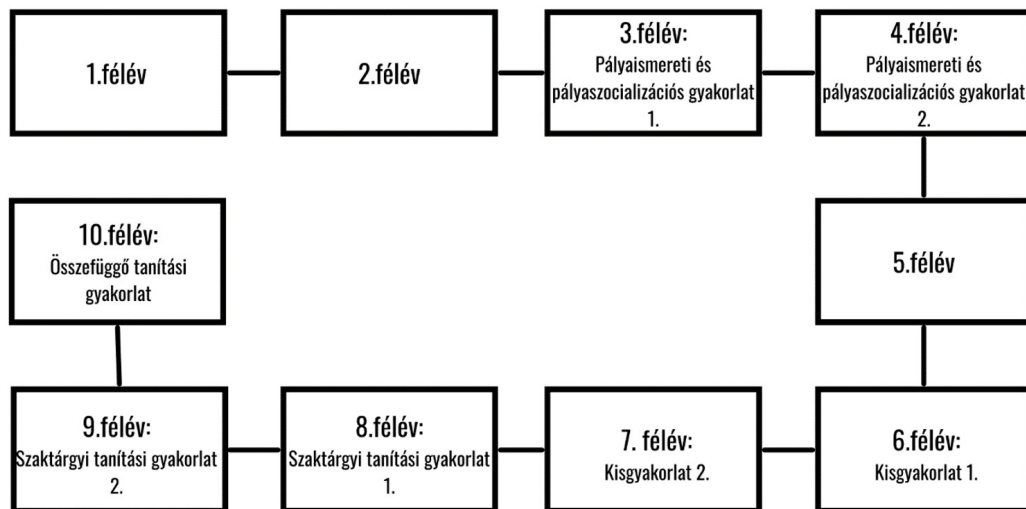 1.félév
2.félév
3.félév:
Pályaismereti és
pályaszocializációs gyakorlat
1.
4.félév:
Pályaismereti és
pályaszocializációs gyakorlat
2.
5.félév
6.félév:
Kisgyakorlat 1.
7. félév:
Kisgyakorlat 2.
8.félév:
Szaktárgyi tanítási gyakorlat
1.
9.félév:
Szaktárgyi tanítási gyakorlat
2.
10.félév:
Összefüggő tanítási
gyakorlat